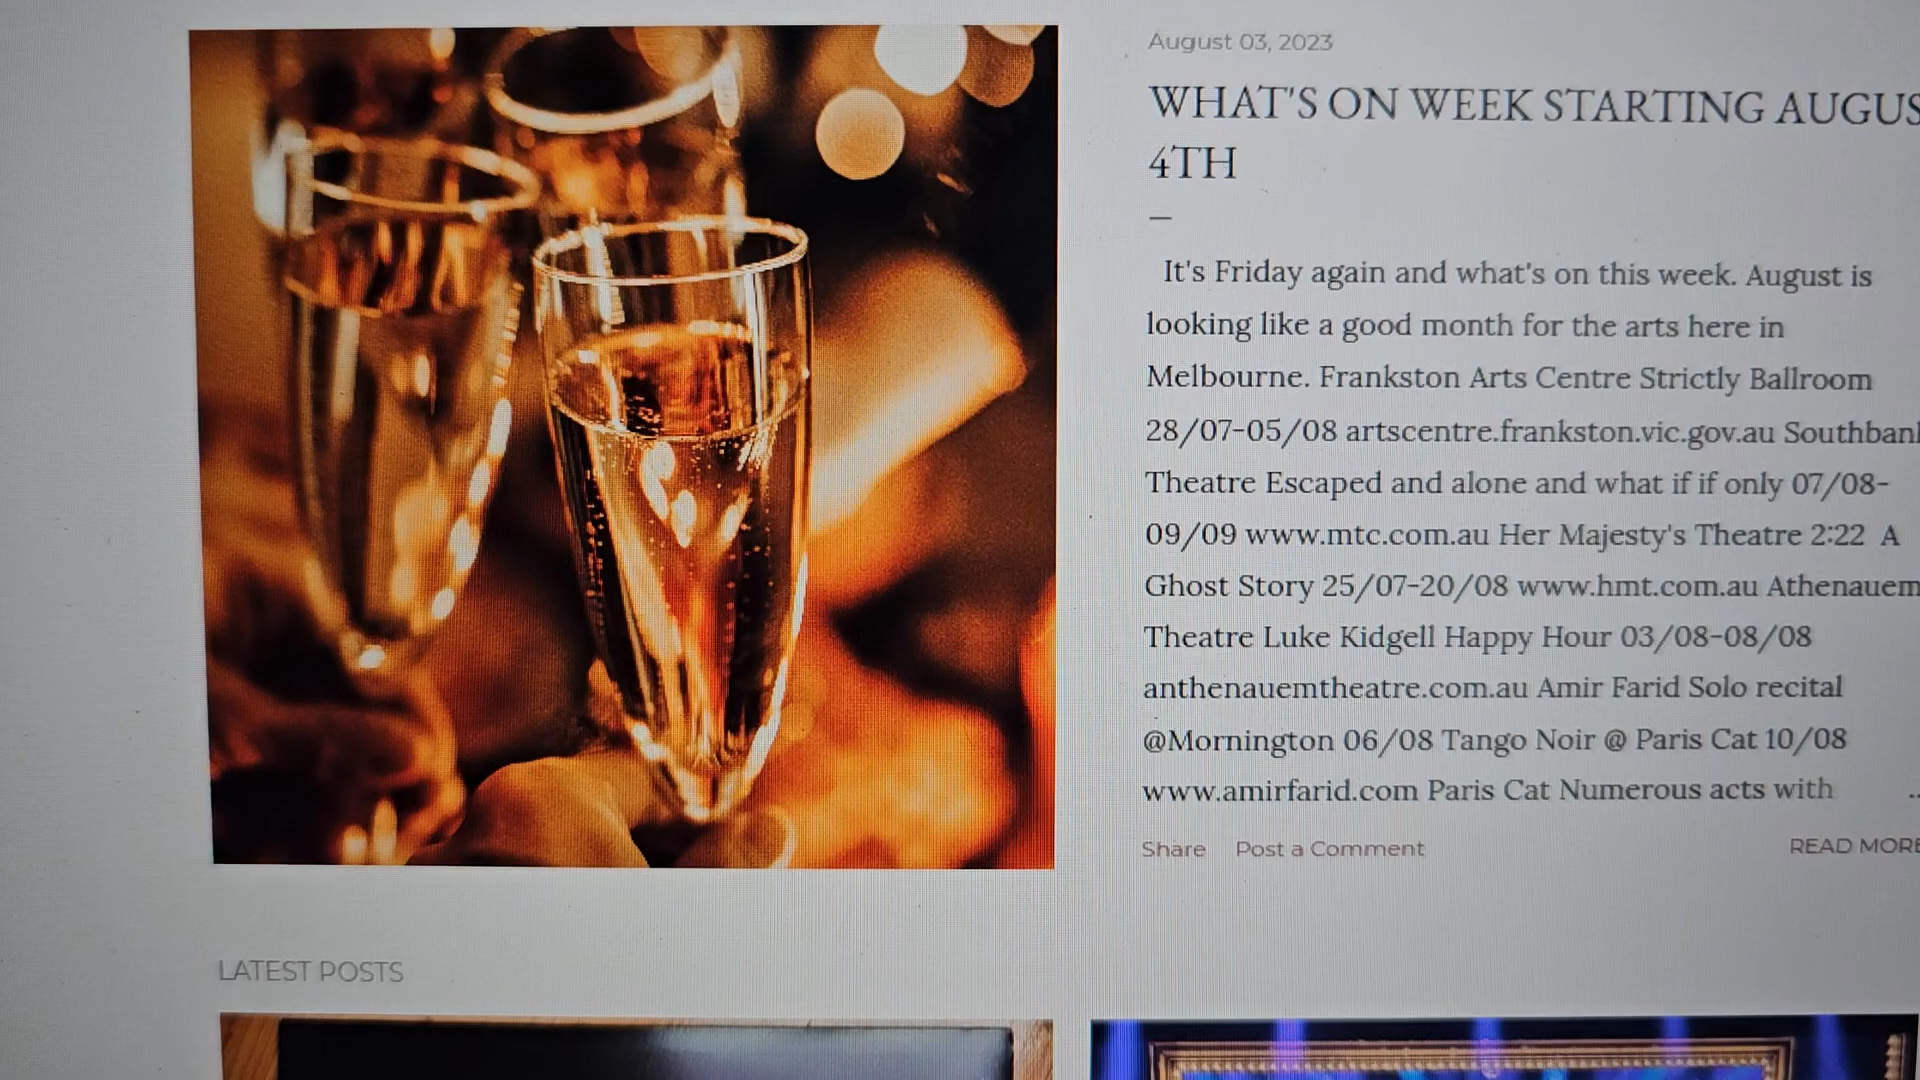 August 03, 2023
WHAT'S ON WEEK STARTING AUGUS
4TH
It's Friday again and what's on this week. August is
looking like a good month for the arts here in
Melbourne. Frankston Arts Centre Strictly Ballroom
28/07-05/08 artscentre.frankston.vic.gov.au Southban
Theatre Escaped and alone and what if if only 07/08-
09/09 www.mtc.com.au Her Majesty's Theatre 2:22 A
Ghost Story 25/07-20/08 www.hmt.com.au Athenauem
Theatre Luke Kidgell Happy Hour 03/08-08/08
anthenauemtheatre.com.au Amir Farid Solo recital
@Mornington 06/08 Tango Noir @ Paris Cat 10/08
www.amirfarid.com Paris Cat Numerous acts with ..
Share Post a Comment READ MORE
LATEST POSTS